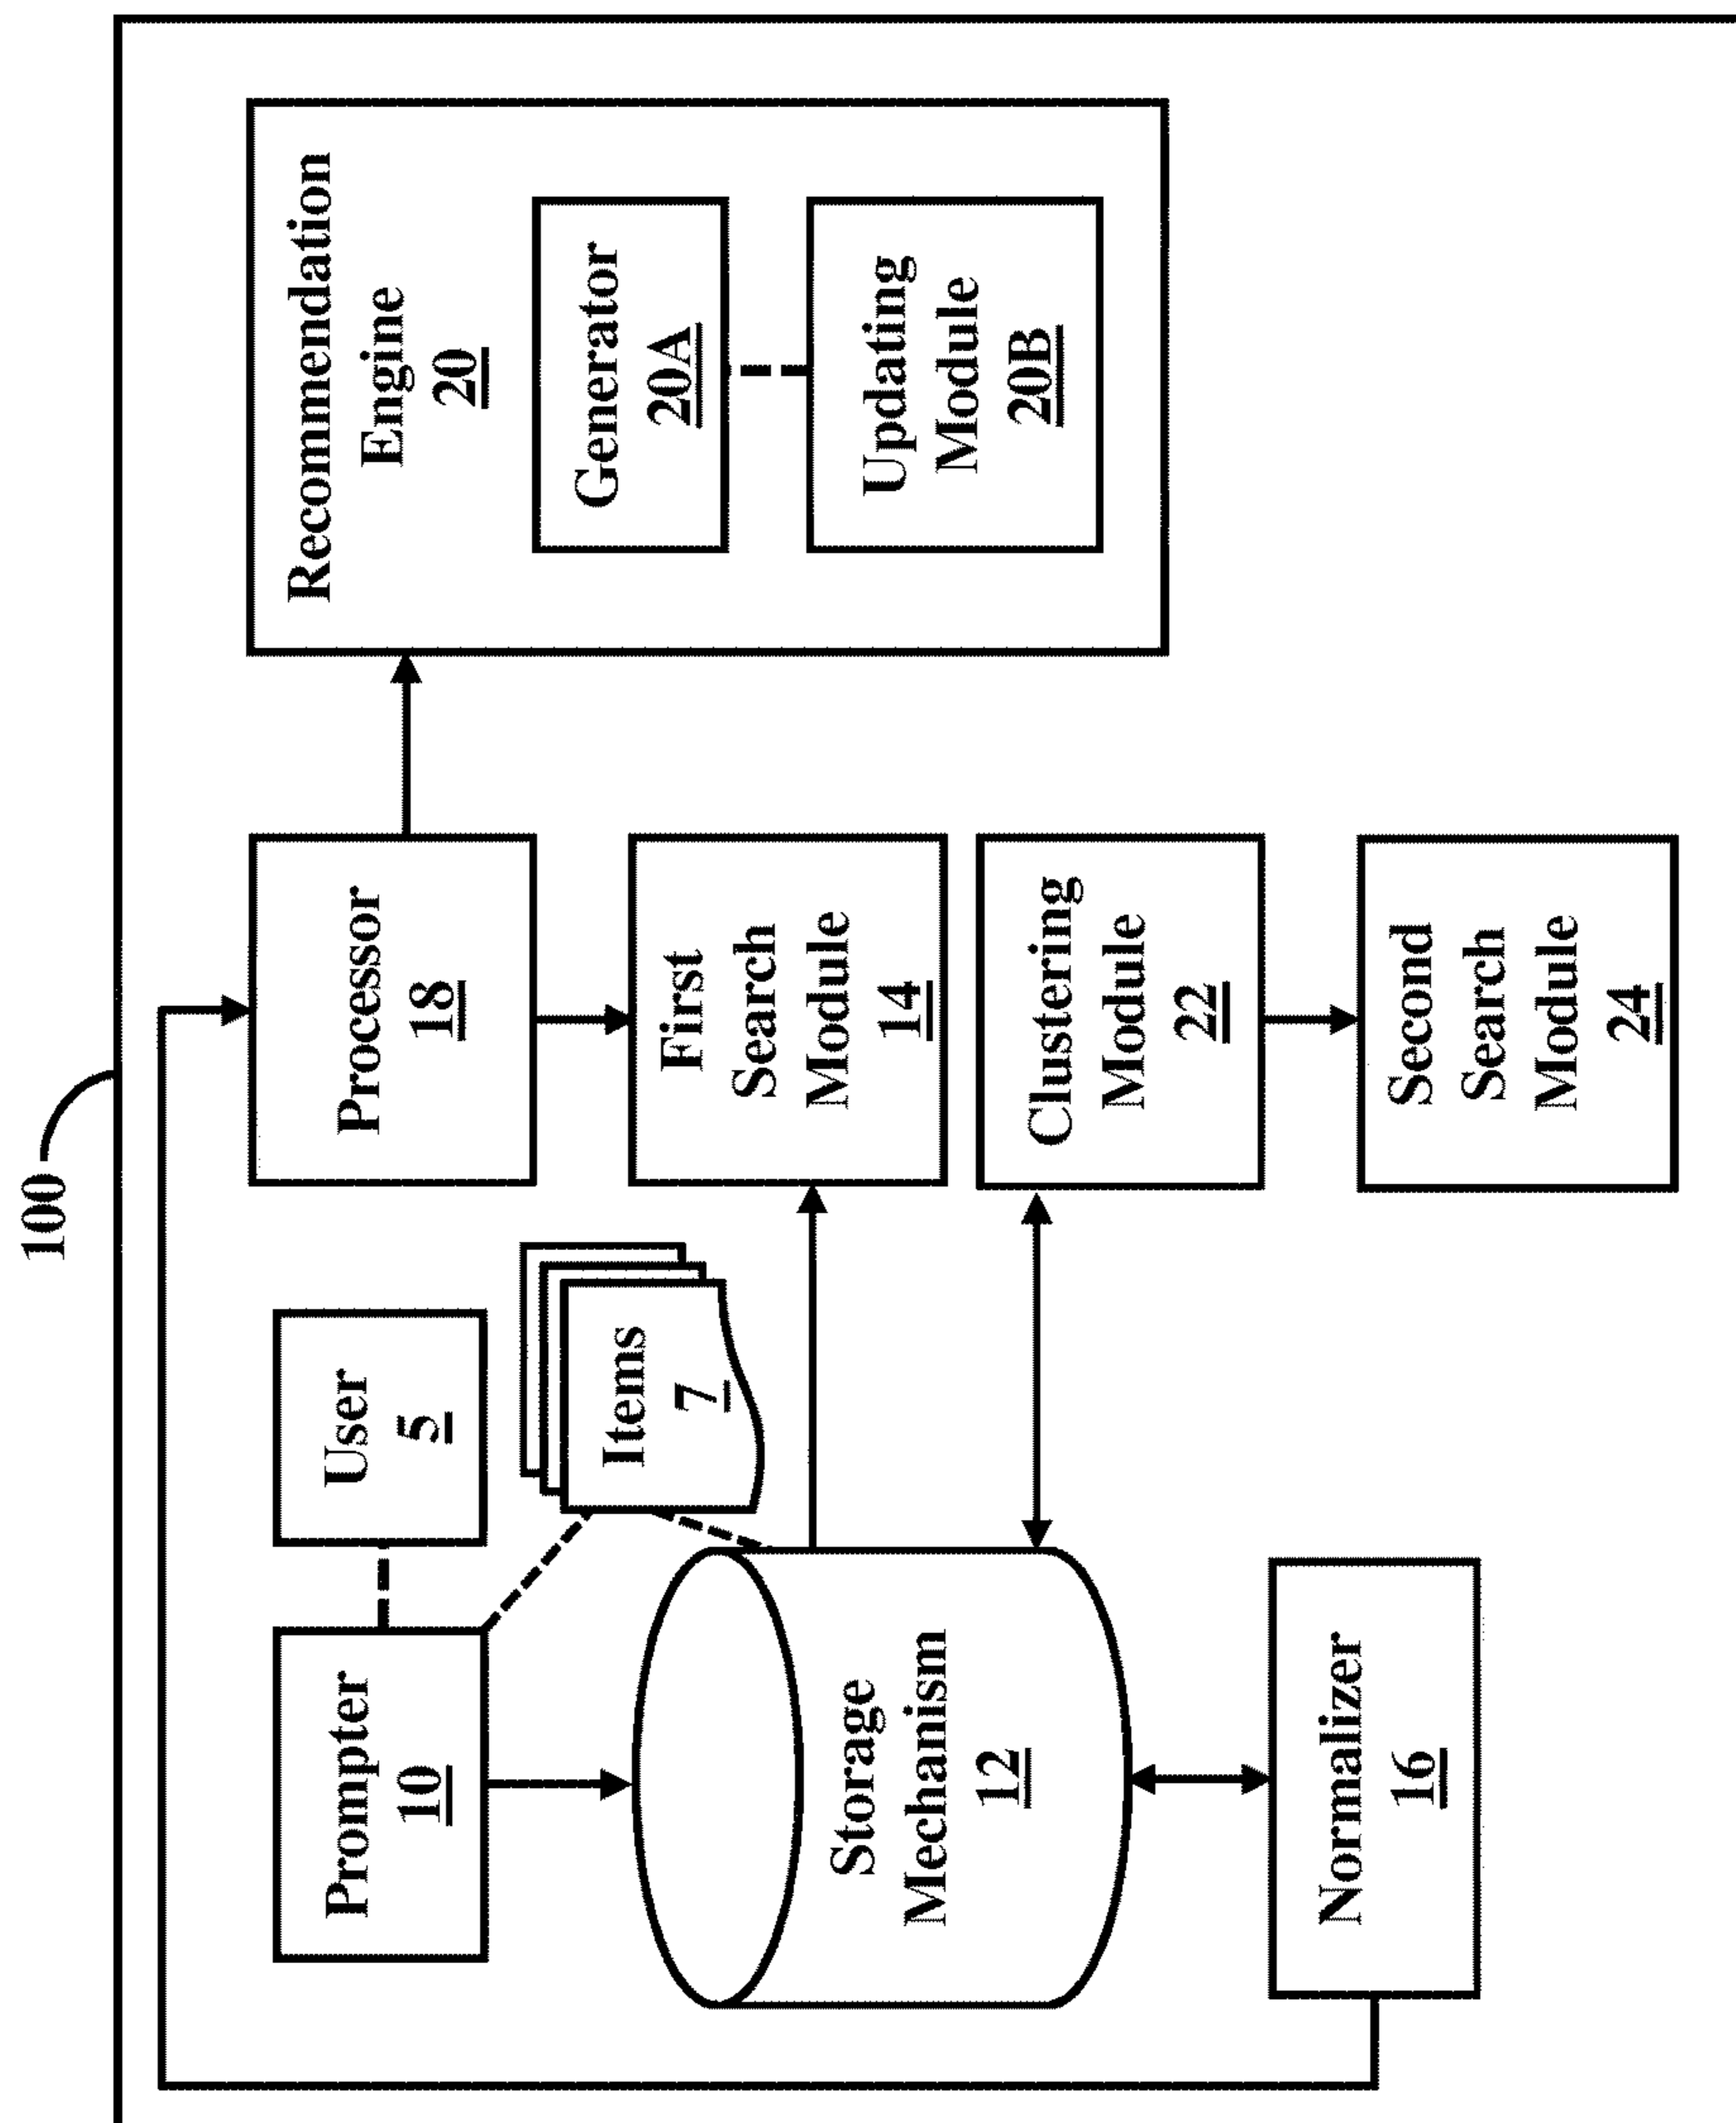 100
Prompter
10
User
5
Items
7
Storage
Mechanism
12
Normalizer
16
Processor
18
First
Search
Module
14
Clustering
Module
22
Second
Search
Module
24
Recommendation
Engine
20
Generator
20A
Updating
Module
20B